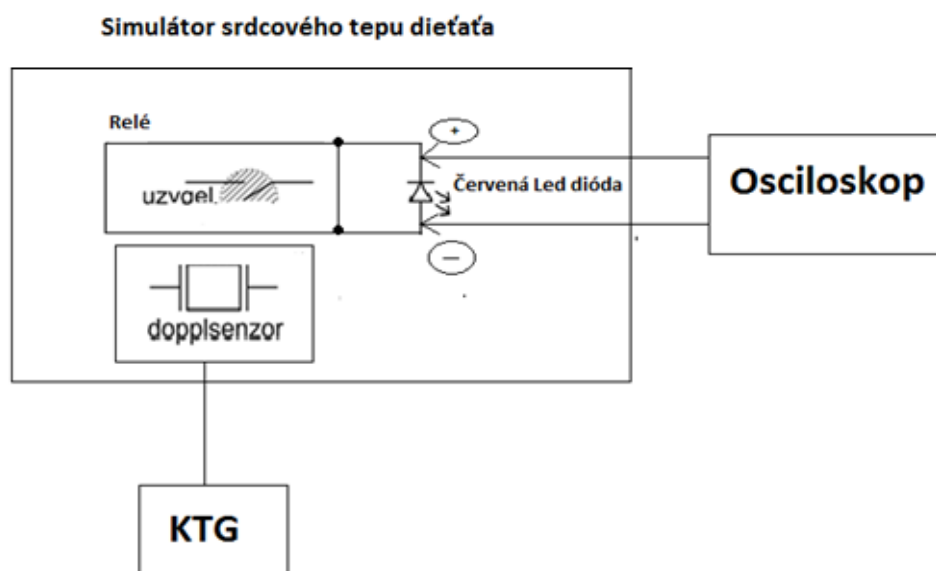 Simulátor srdcového tepu dieťaťa
Relé
+
uzvgel.
Červená Led dióda
Osciloskop
—
dopplsenzor
KTG